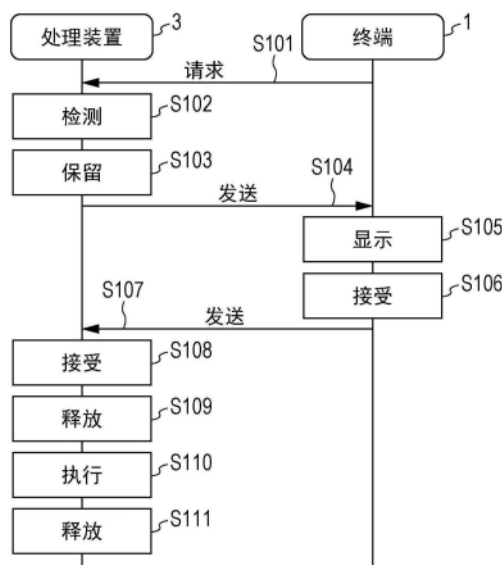 处理装置 3 终端 1
S101
请求
检测 S102
保留 S103
S104
发送
显示 S105
接受 S106
S107
发送
接受 S108
释放 S109
执行 S110
释放 S111